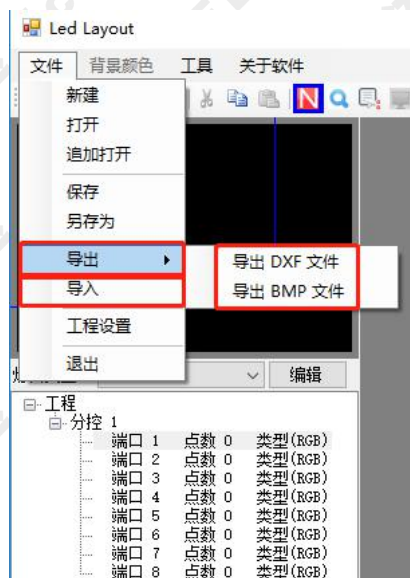 Led Layout
文件 背景颜色 工具 关于软件
新建
N
打开
追加打开
保存
另存为
导出
导出 DXF 文件
导入
导出 BMP 文件
工程设置
退出
编辑
工程
分控 1
端口 1 点数 0 类型(RGB)
端口 2 点数 0 类型(RGB)
端口 3 点数 0 类型(RGB)
端口 4 点数 0 类型(RGB)
端口 5 点数 0 类型(RGB)
端口 6 点数 0 类型(RGB)
端口 7 点数 0 类型(RGB)
端口 8 点数 0 类型(RGB)